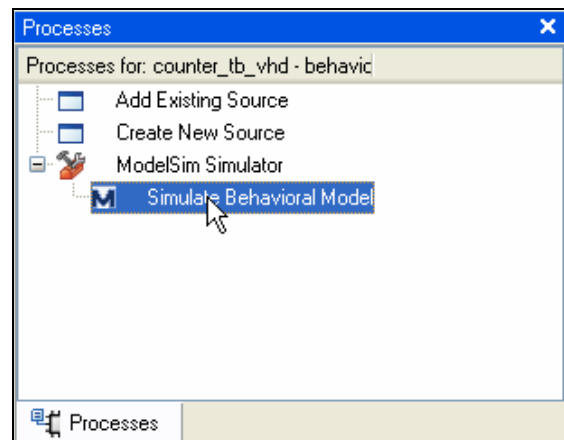 Processes
Processes for: counter_tb_vhd - behavic
Add Existing Source
Create New Source
ModelSim Simulator
Simulate Behavioral Model
Processes